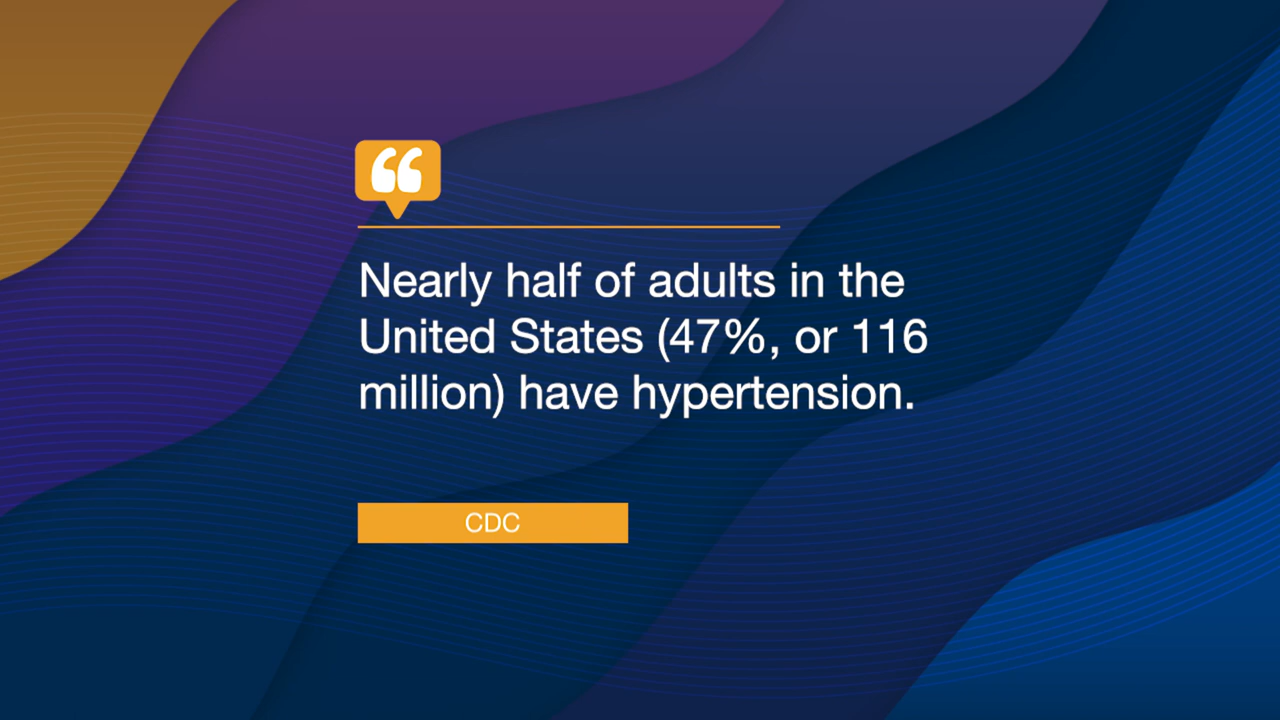 Nearly half of adults in the
United States (47%, or 116
million) have hypertension.
CDC